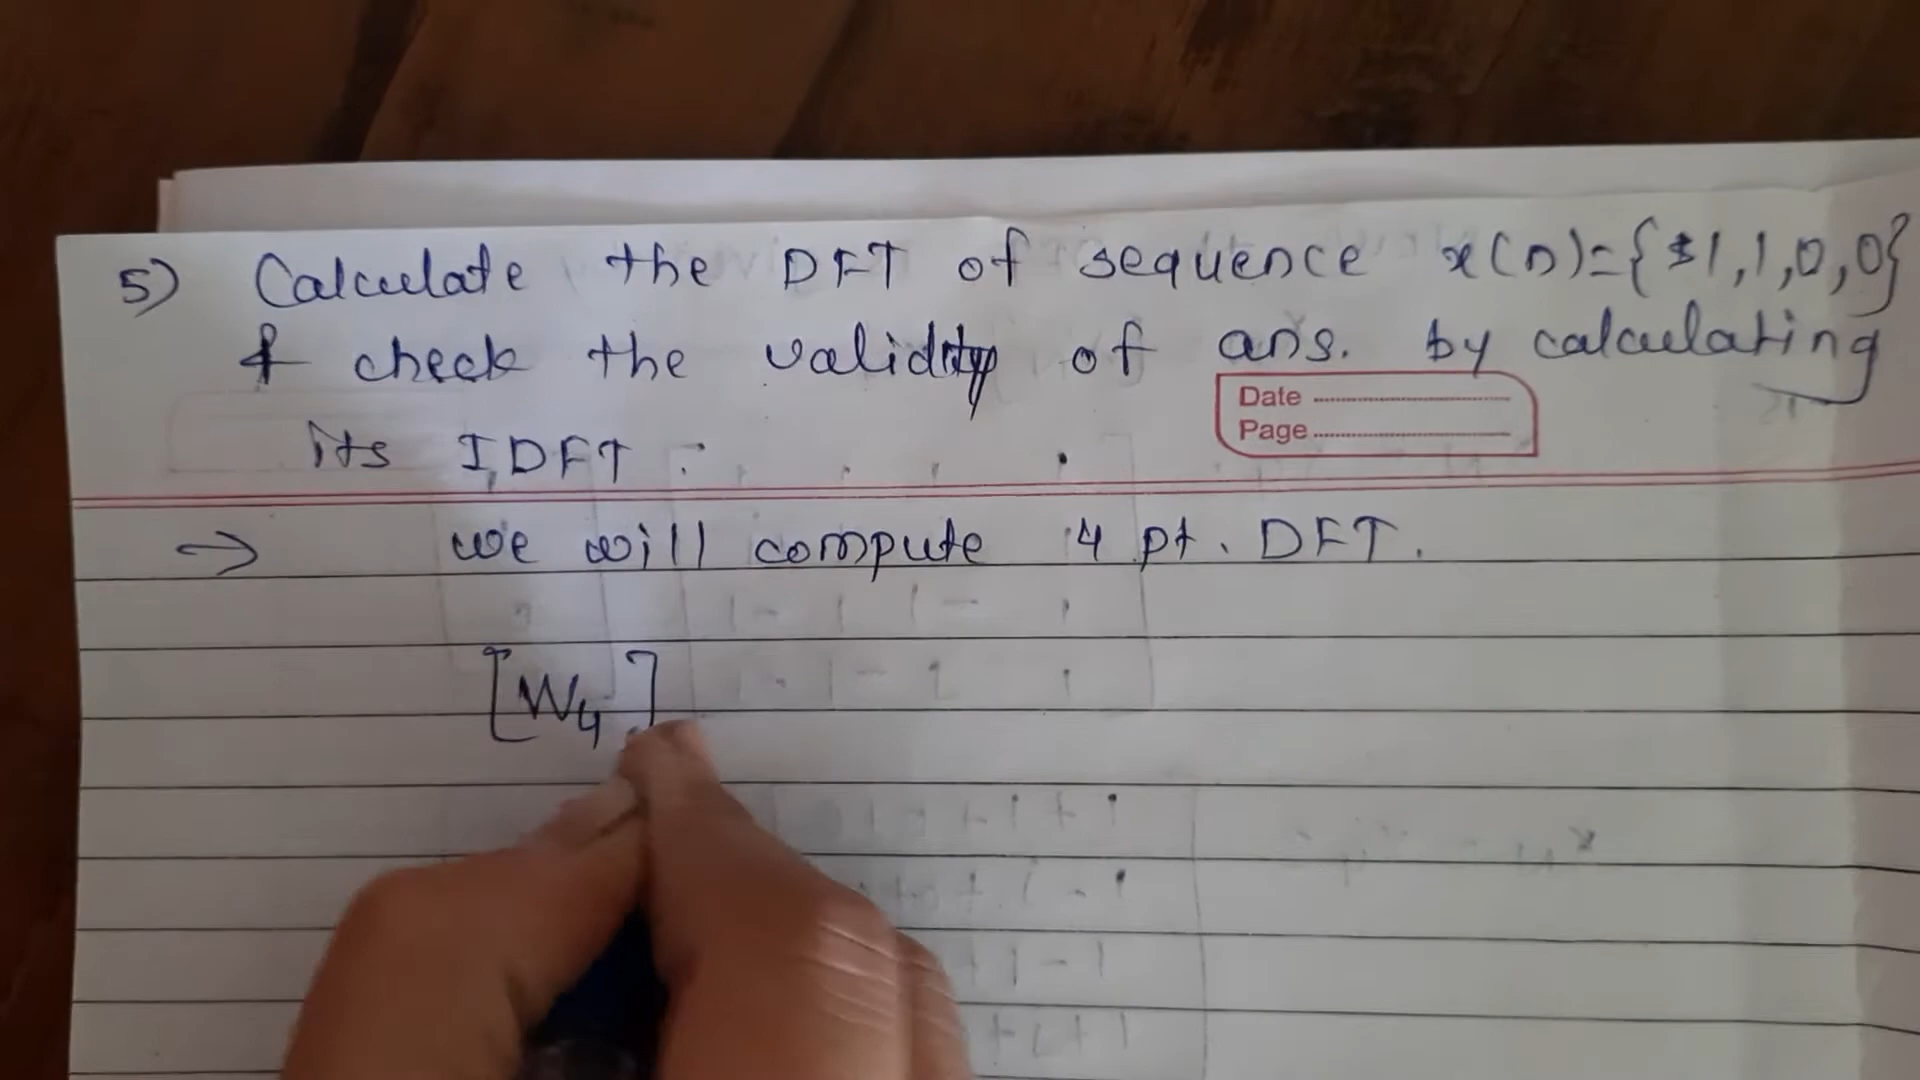 5) Calculate the DFT of sequence x(n)={1,1,0,0}
& check the validity of ans. by calculating
Date
Page
its IDFT :
→ we will compute 4 pt. DFT.
[W4]